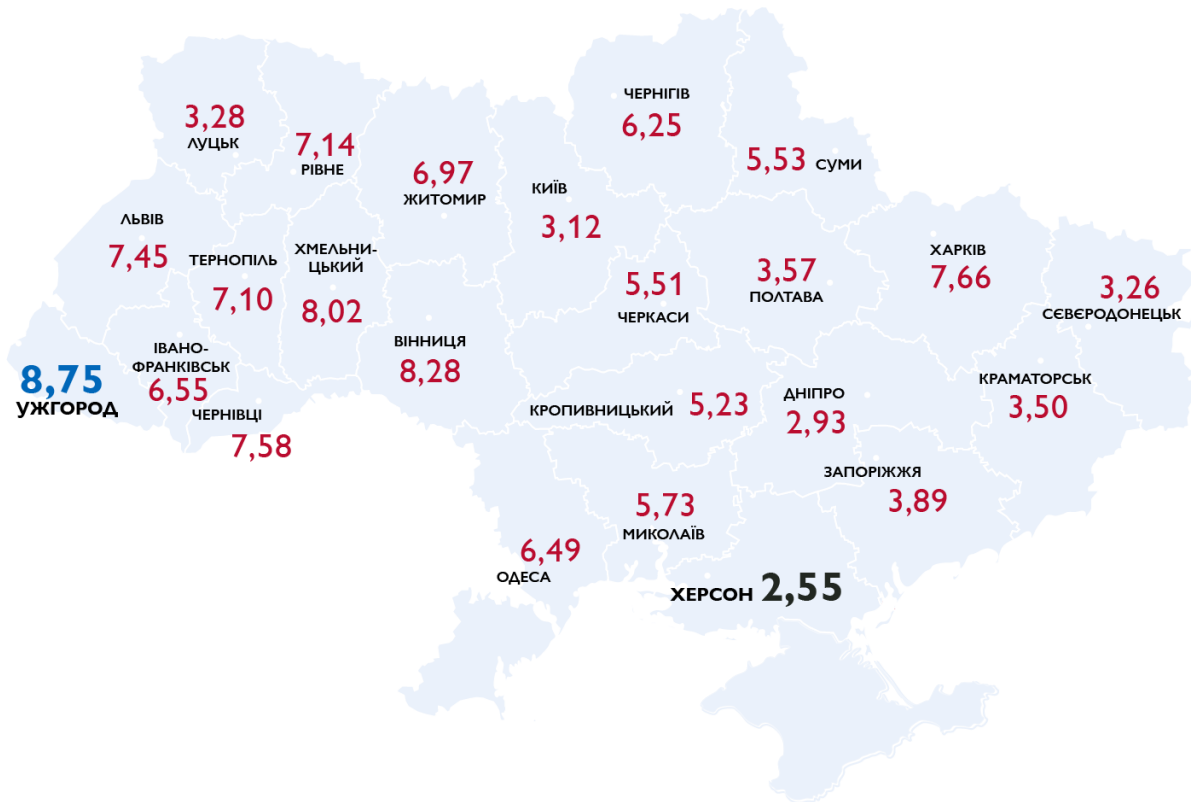 ЧЕРНІГІВ
6,25
3,28
ЛУЦЬК
7,14
РІВНЕ
5,53 СУМИ
6,97
ЖИТОМИР
КИЇВ
3,12
ЛЬВІВ
7,45
ТЕРНОПІЛЬ
7,10
ХМЕЛЬНИ-
ЦЬКИЙ
8,02
5,51
ЧЕРКАСИ
3,57
ПОЛТАВА
ХАРКІВ
7,66
3,26
СЄВЄРОДОНЕЦЬК
ВІННИЦЯ
8,28
ІВАНО-
ФРАНКІВСЬК
6,55
8,75
УЖГОРОД
ЧЕРНІВЦІ
7,58
КРОПИВНИЦЬКИЙ 5,23
ДНІПРО
2,93
КРАМАТОРСЬК
3,50
ЗАПОРІЖЖЯ
3,89
5,73
МИКОЛАЇВ
6,49
ОДЕСА
ХЕРСОН 2,55